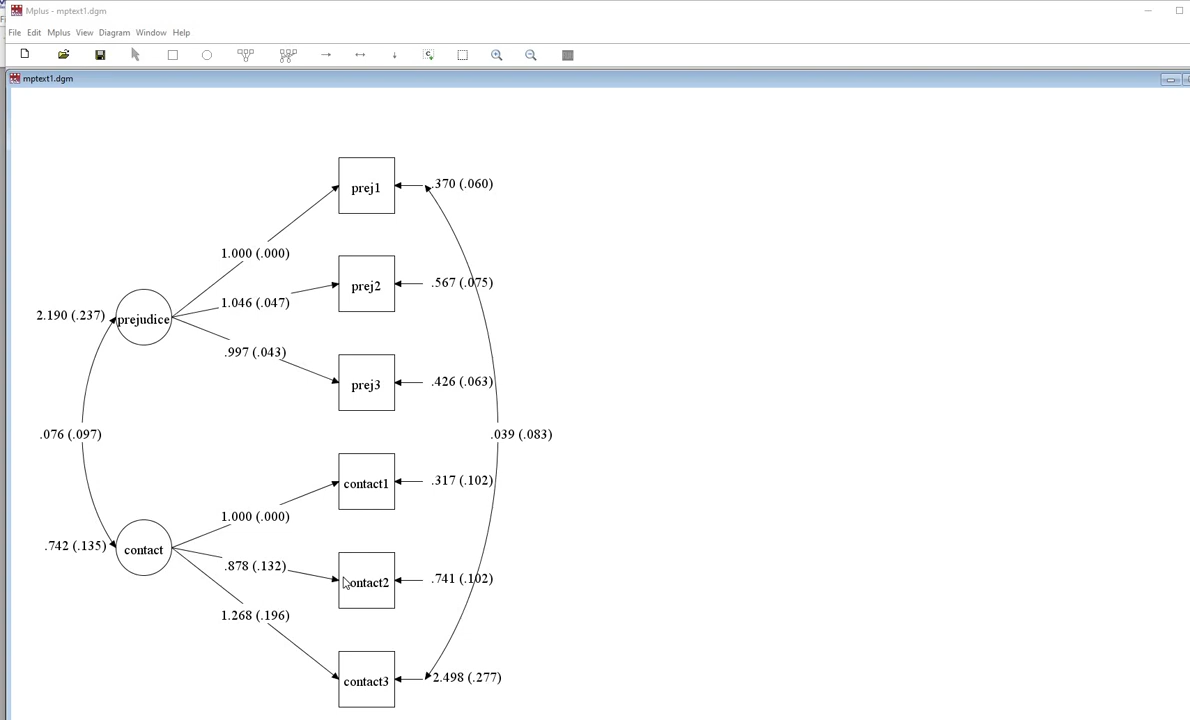 Mplus - mptext1.dgm
File Edit Mplus View Diagram Window Help
mptext1.dgm
prej1
.370 (.060)
1.000 (.000)
prej2
.567 (.075)
1.046 (.047)
2.190 (.237)
prejudice
.997 (.043)
prej3
.426 (.063)
.076 (.097)
.039 (.083)
contact1
.317 (.102)
1.000 (.000)
.742 (.135)
contact
.878 (.132)
contact2
.741 (.102)
1.268 (.196)
contact3
2.498 (.277)